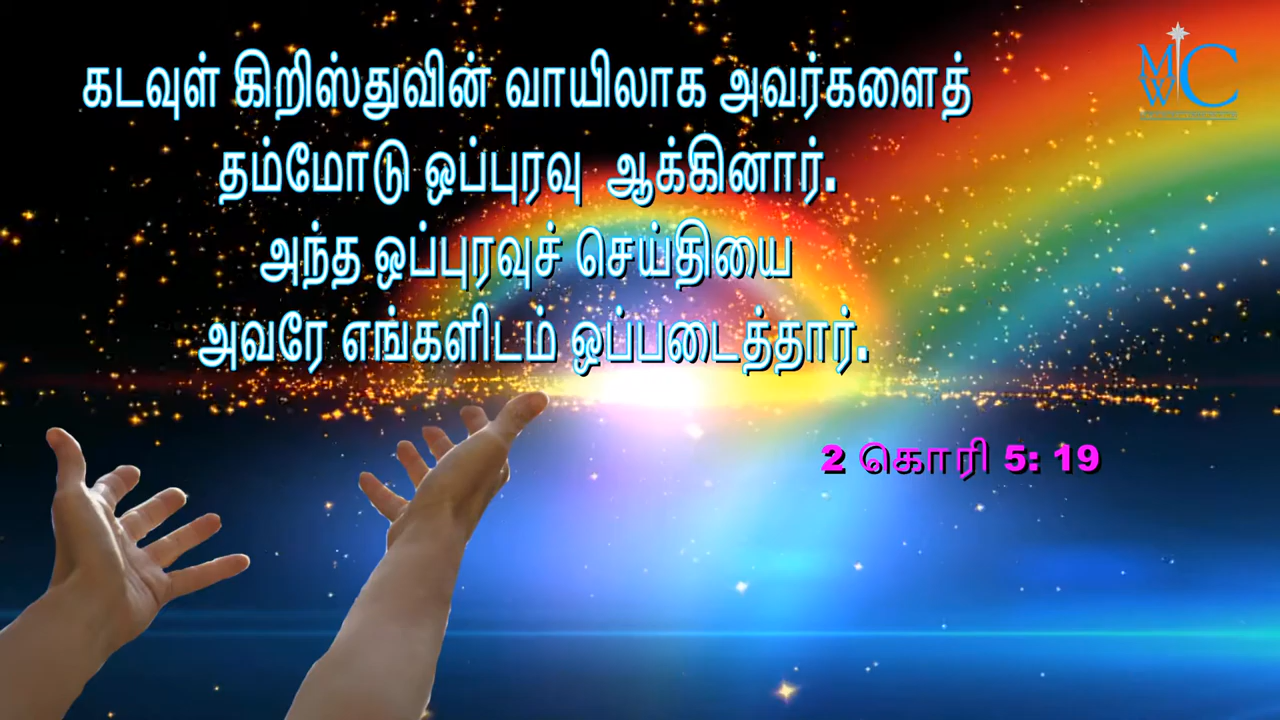 கடவுள் கிறிஸ்துவின் வாயிலாக அவர்களைத்
தம்மோடு ஒப்புரவு ஆக்கினார்.
அந்த ஒப்புரவுச் செய்தியை
அவரே எங்களிடம் ஒப்படைத்தார்.
2 கொரி 5: 19
M C
W